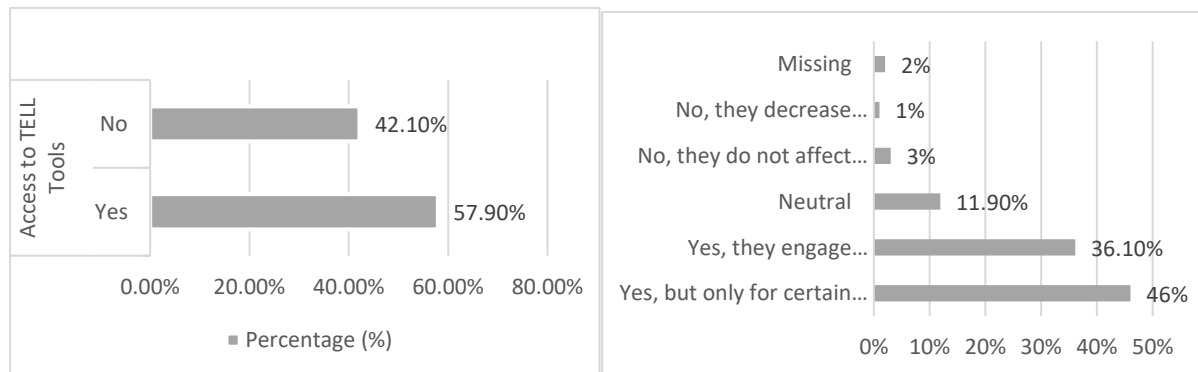 Access to TELL
Tools
No
42.10%
Yes
57.90%
0.00% 20.00% 40.00% 60.00% 80.00%
Percentage (%)
Missing
2%
No, they decrease...
1%
No, they do not affect...
3%
Neutral
11.90%
Yes, they engage...
36.10%
Yes, but only for certain...
46%
0% 10% 20% 30% 40% 50%